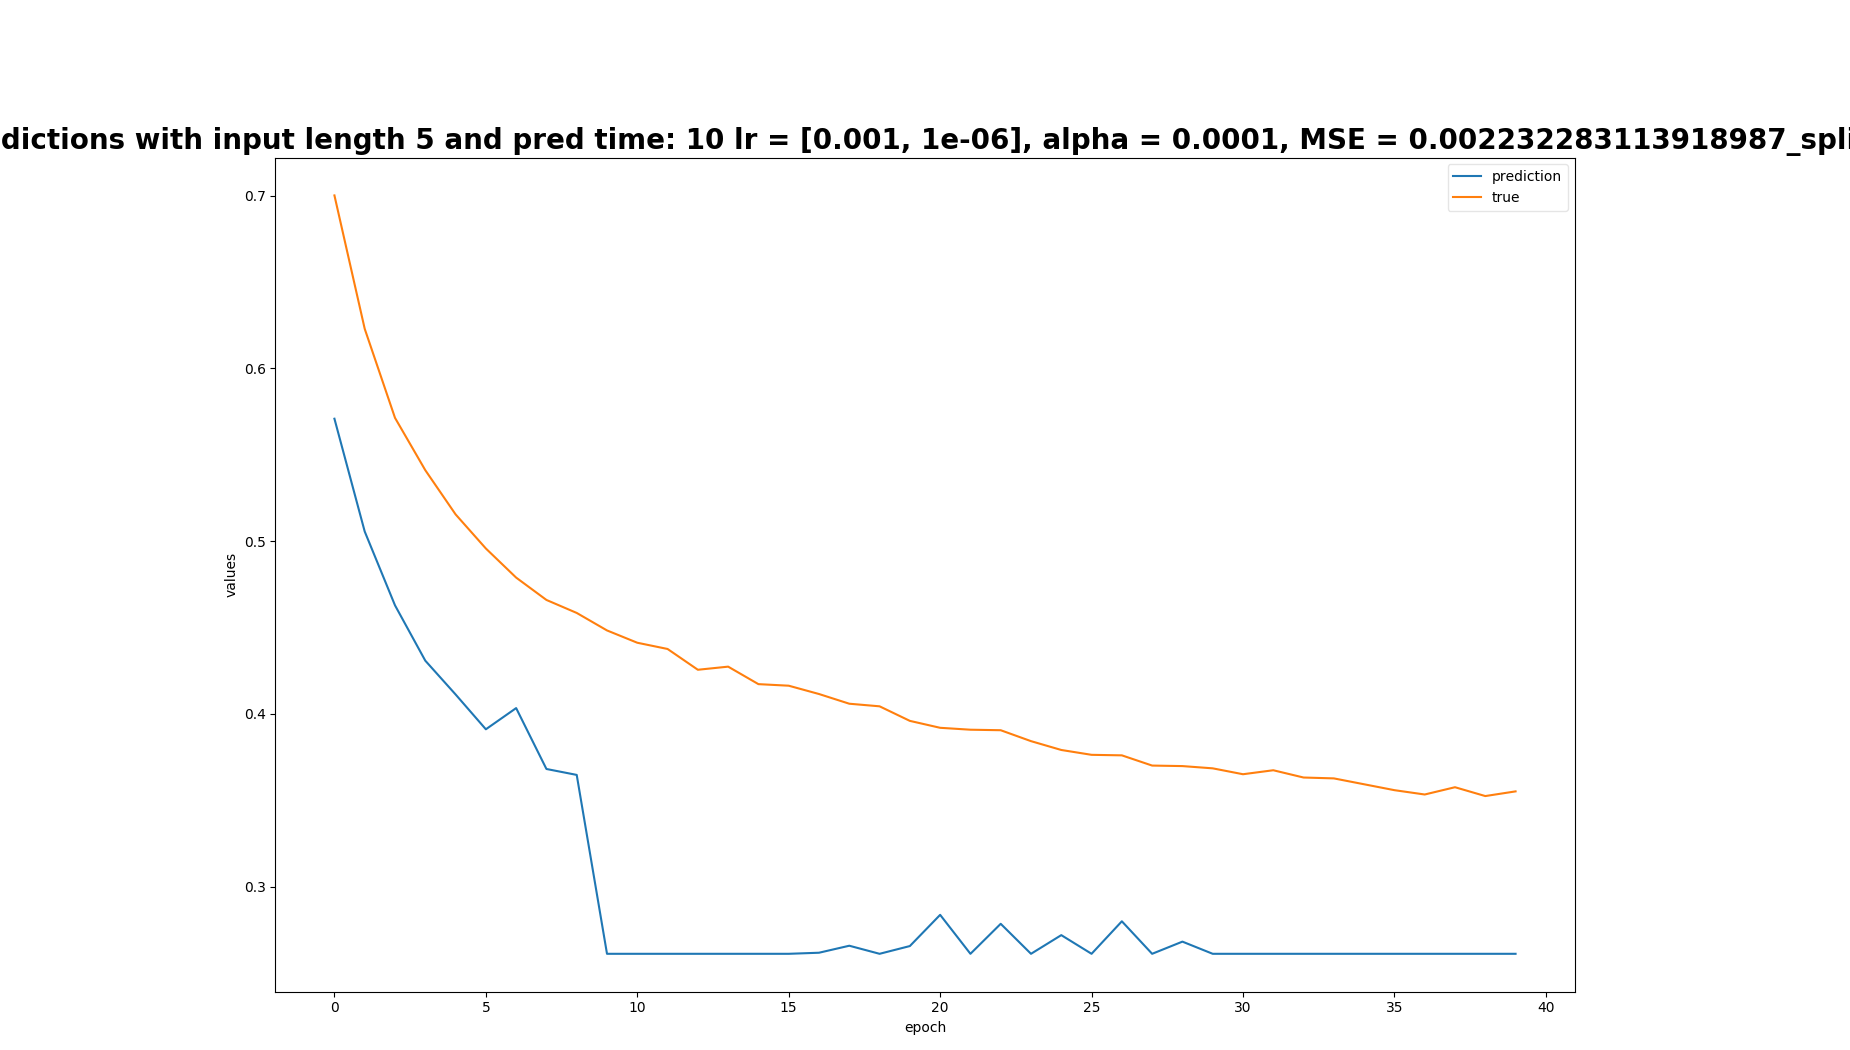 dictions with input length 5 and pred time: 10 lr = [0.001, 1e-06], alpha = 0.0001, MSE = 0.002232283113918987_spli
prediction
true
0.7
0.6
0.5
0.4
0.3
values
0
5
10
15
20
25
30
35
40
epoch